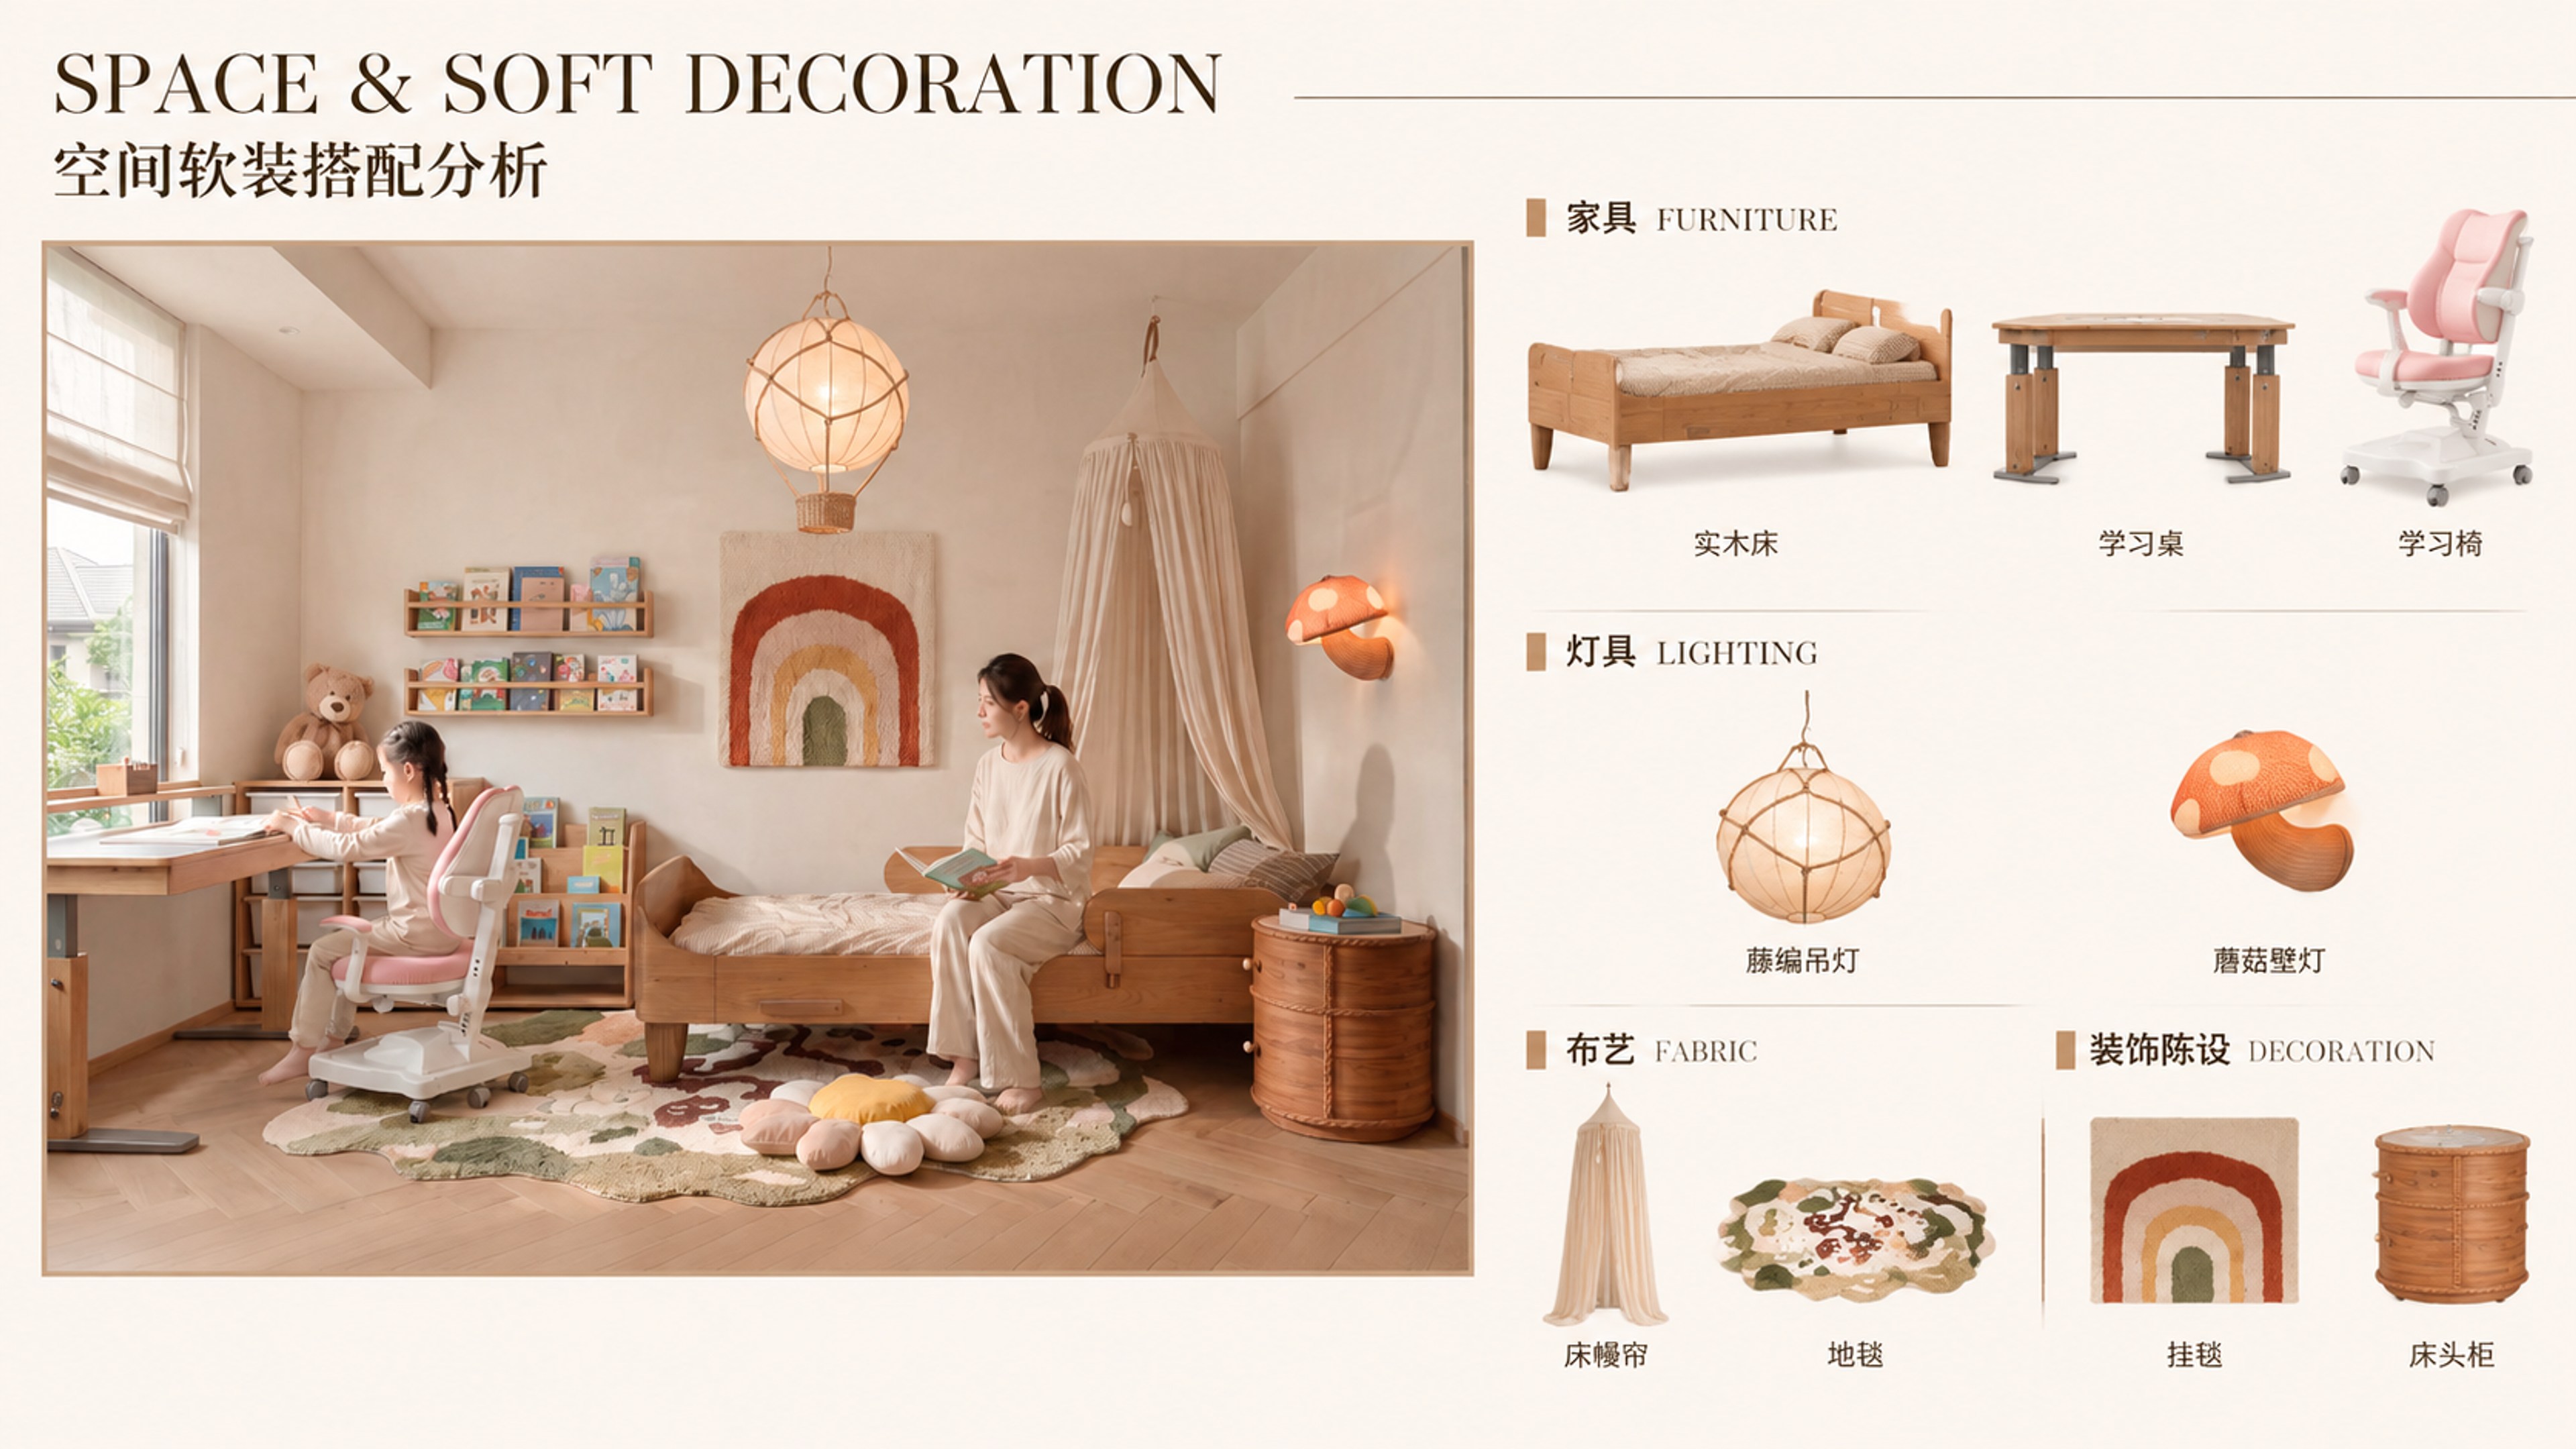 SPACE & SOFT DECORATION
空间软装搭配分析
家具 FURNITURE
实木床
学习桌
学习椅
灯具 LIGHTING
藤编吊灯
蘑菇壁灯
布艺 FABRIC
床幔帘
地毯
装饰陈设 DECORATION
挂毯
床头柜